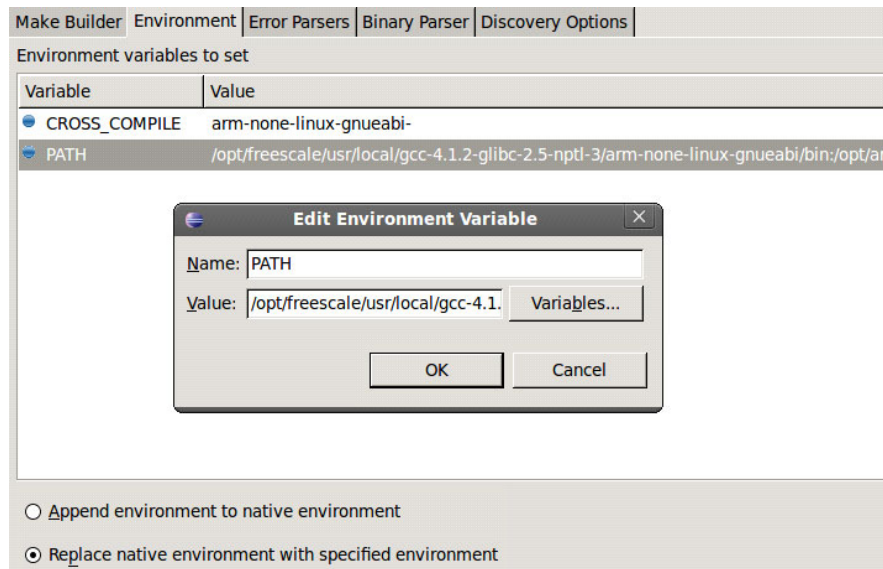 Make Builder Environment Error Parsers Binary Parser Discovery Options
Environment variables to set
Variable Value
CROSS_COMPILE arm-none-linux-gnueabi-
PATH /opt/freescale/usr/local/gcc-4.1.2-glibc-2.5-nptl-3/arm-none-linux-gnueabi/bin:/opt/ar
Edit Environment Variable
Name: PATH
Value: /opt/freescale/usr/local/gcc-4.1. Variables...
OK Cancel
Append environment to native environment
Replace native environment with specified environment